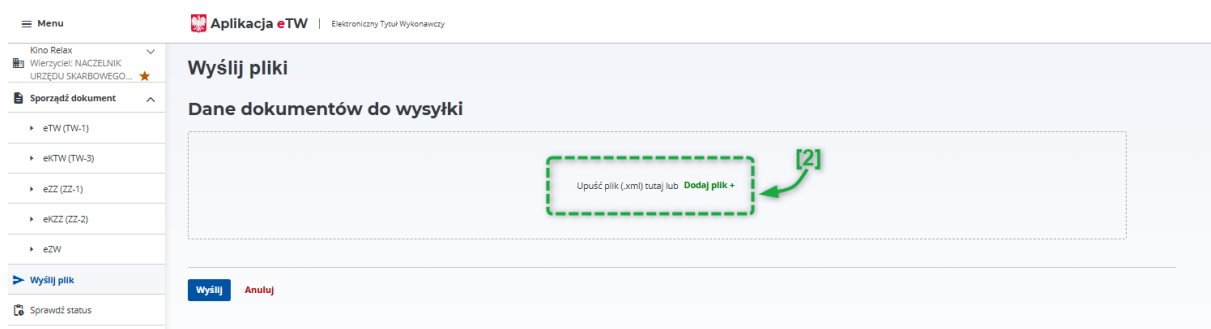 Menu
Aplikacja eTW | Elektroniczny Tytuł Wykonawczy
Kino Relax
Wierzyciel: NACZELNIK
URZĘDU SKARBOWEGO...
Sporządź dokument
eTW (TW-1)
eKTW (TW-3)
eZZ (ZZ-1)
eKZZ (ZZ-2)
eZW
Wyślij plik
Sprawdź status
Wyślij pliki
Dane dokumentów do wysyłki
[2]
Upuść plik (.xml) tutaj lub Dodaj plik +
Wyślij Anuluj